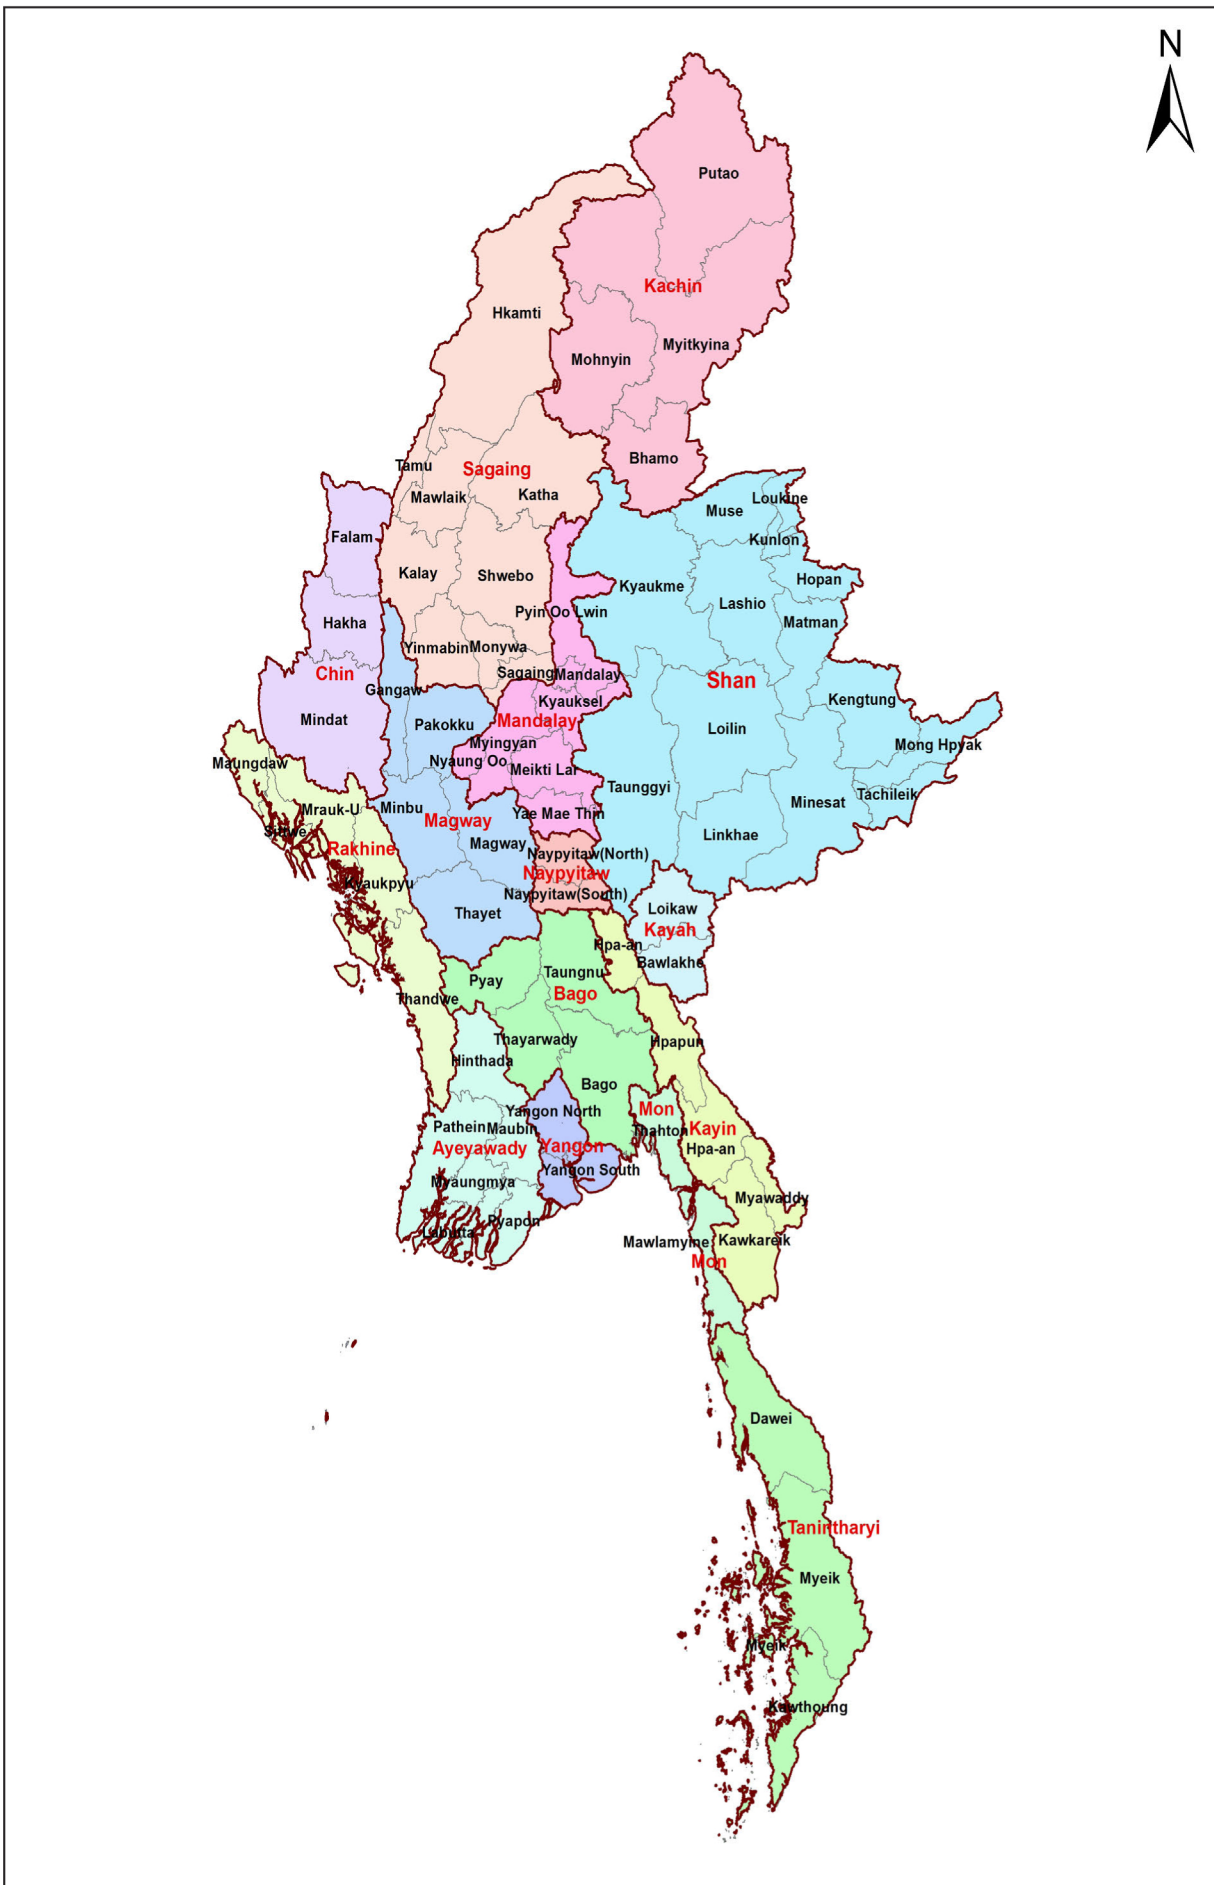 N
Putao
Kachin
Hkamti
Myitkyina
Mohnyin
Bhamo
Tamu
Sagaing
Mawlaik
Katha
Loukine
Muse
Falam
Kunlon
Kalay
Shwebo
Kyaukme
Hopan
Lashio
Pyin Oo Lwin
Hakha
Matman
Yinmabin
Monywa
Sagaing
Mandalay
Chin
Shan
Gangaw
Kyauksel
Kengtung
Mindat
Pakokku
Mandalay
Loilin
Myingyan
Mong Hpyak
Maungdaw
Nyaung Oo
Meikti Lar
Taunggyi
Tachileik
Minesat
Mrauk-U
Minbu
Yae Mae Thin
Magway
Sittwe
Linkhae
Rakhine
Magway
Naypyitaw(North)
Naypyitaw
Kyaukpyu
Naypyitaw(South)
Thayet
Loikaw
Kayah
Hpa-an
Bawlakhe
Taungnu
Pyay
Bago
Thandwe
Thayarwady
Hpapun
Hinthada
Bago
Yangon North
Mon
Pathein
Maubin
Thahton
Kayin
Ayeyawady
Yangon
Hpa-an
Yangon South
Myaungmya
Myawaddy
Pyapon
Labutta
Mawlamyine
Kawkareik
Mon
Dawei
Tanintharyi
Myeik
Myeik
Kawthoung